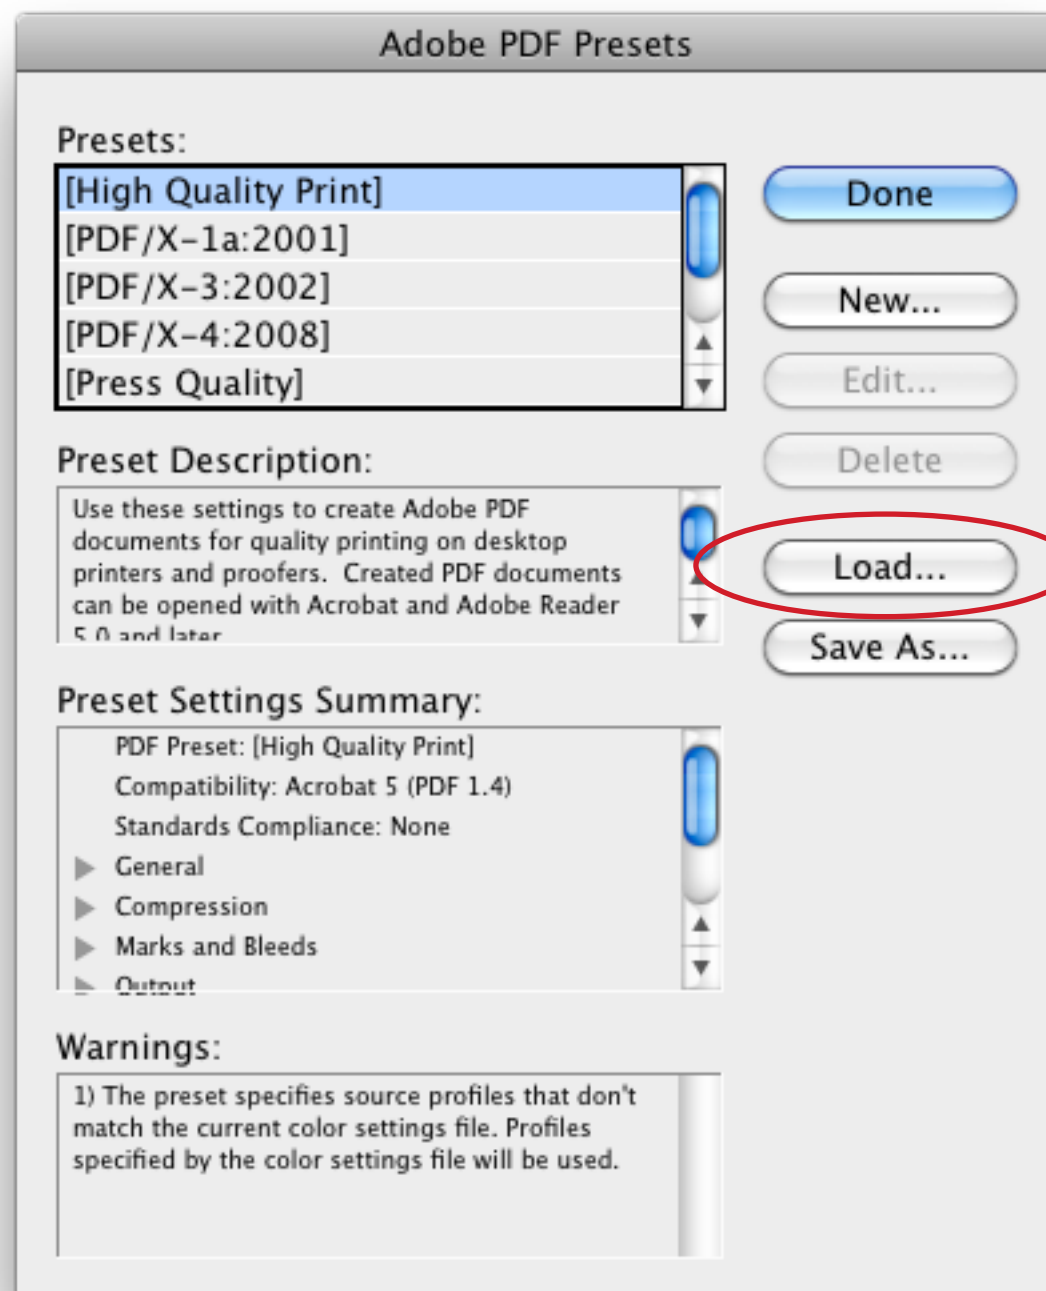 Adobe PDF Presets
Presets:
[High Quality Print]
[PDF/X-1a:2001]
[PDF/X-3:2002]
[PDF/X-4:2008]
[Press Quality]
Done
New...
Edit...
Delete
Load...
Save As...
Preset Description:
Use these settings to create Adobe PDF
documents for quality printing on desktop
printers and proofers. Created PDF documents
can be opened with Acrobat and Adobe Reader
5.0 and later.
Preset Settings Summary:
PDF Preset: [High Quality Print]
Compatibility: Acrobat 5 (PDF 1.4)
Standards Compliance: None
General
Compression
Marks and Bleeds
Output
Warnings:
1) The preset specifies source profiles that don't
match the current color settings file. Profiles
specified by the color settings file will be used.